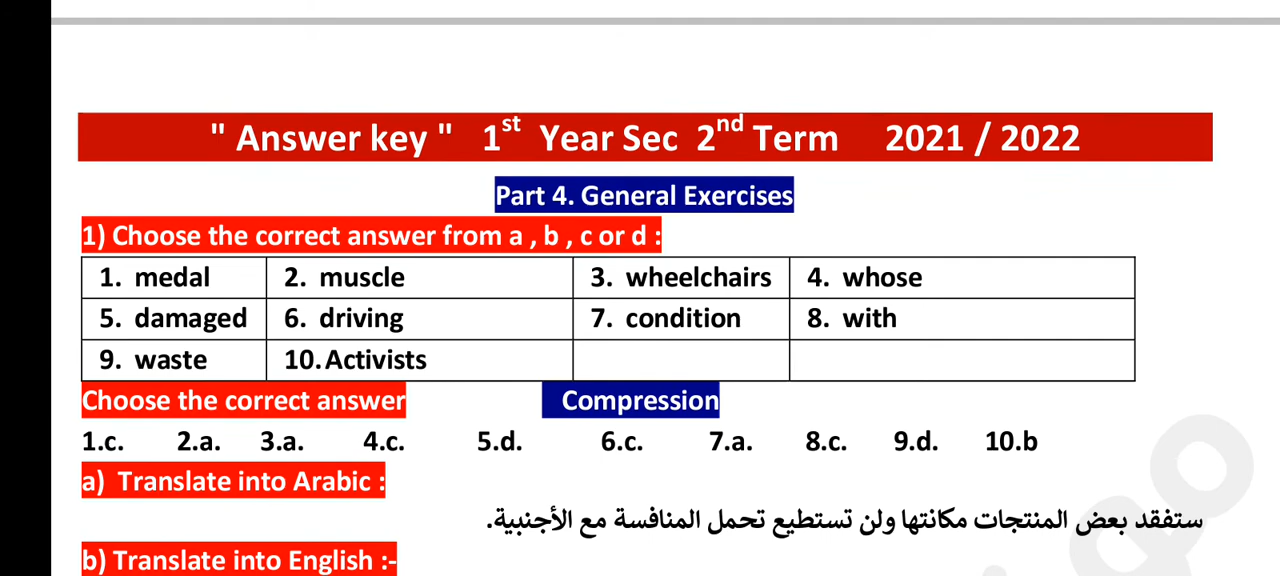 " Answer key " 1st Year Sec 2nd Term 2021 / 2022
Part 4. General Exercises
1) Choose the correct answer from a , b , c or d :
1. medal 2. muscle 3. wheelchairs 4. whose
5. damaged 6. driving 7. condition 8. with
9. waste 10.Activists
Choose the correct answer Compression
1.c. 2.a. 3.a. 4.c. 5.d. 6.c. 7.a. 8.c. 9.d. 10.b
a) Translate into Arabic :
ستفقد بعض المنتجات مكانتها ولن تستطيع تحمل المنافسة مع الأجنبية.
b) Translate into English :-